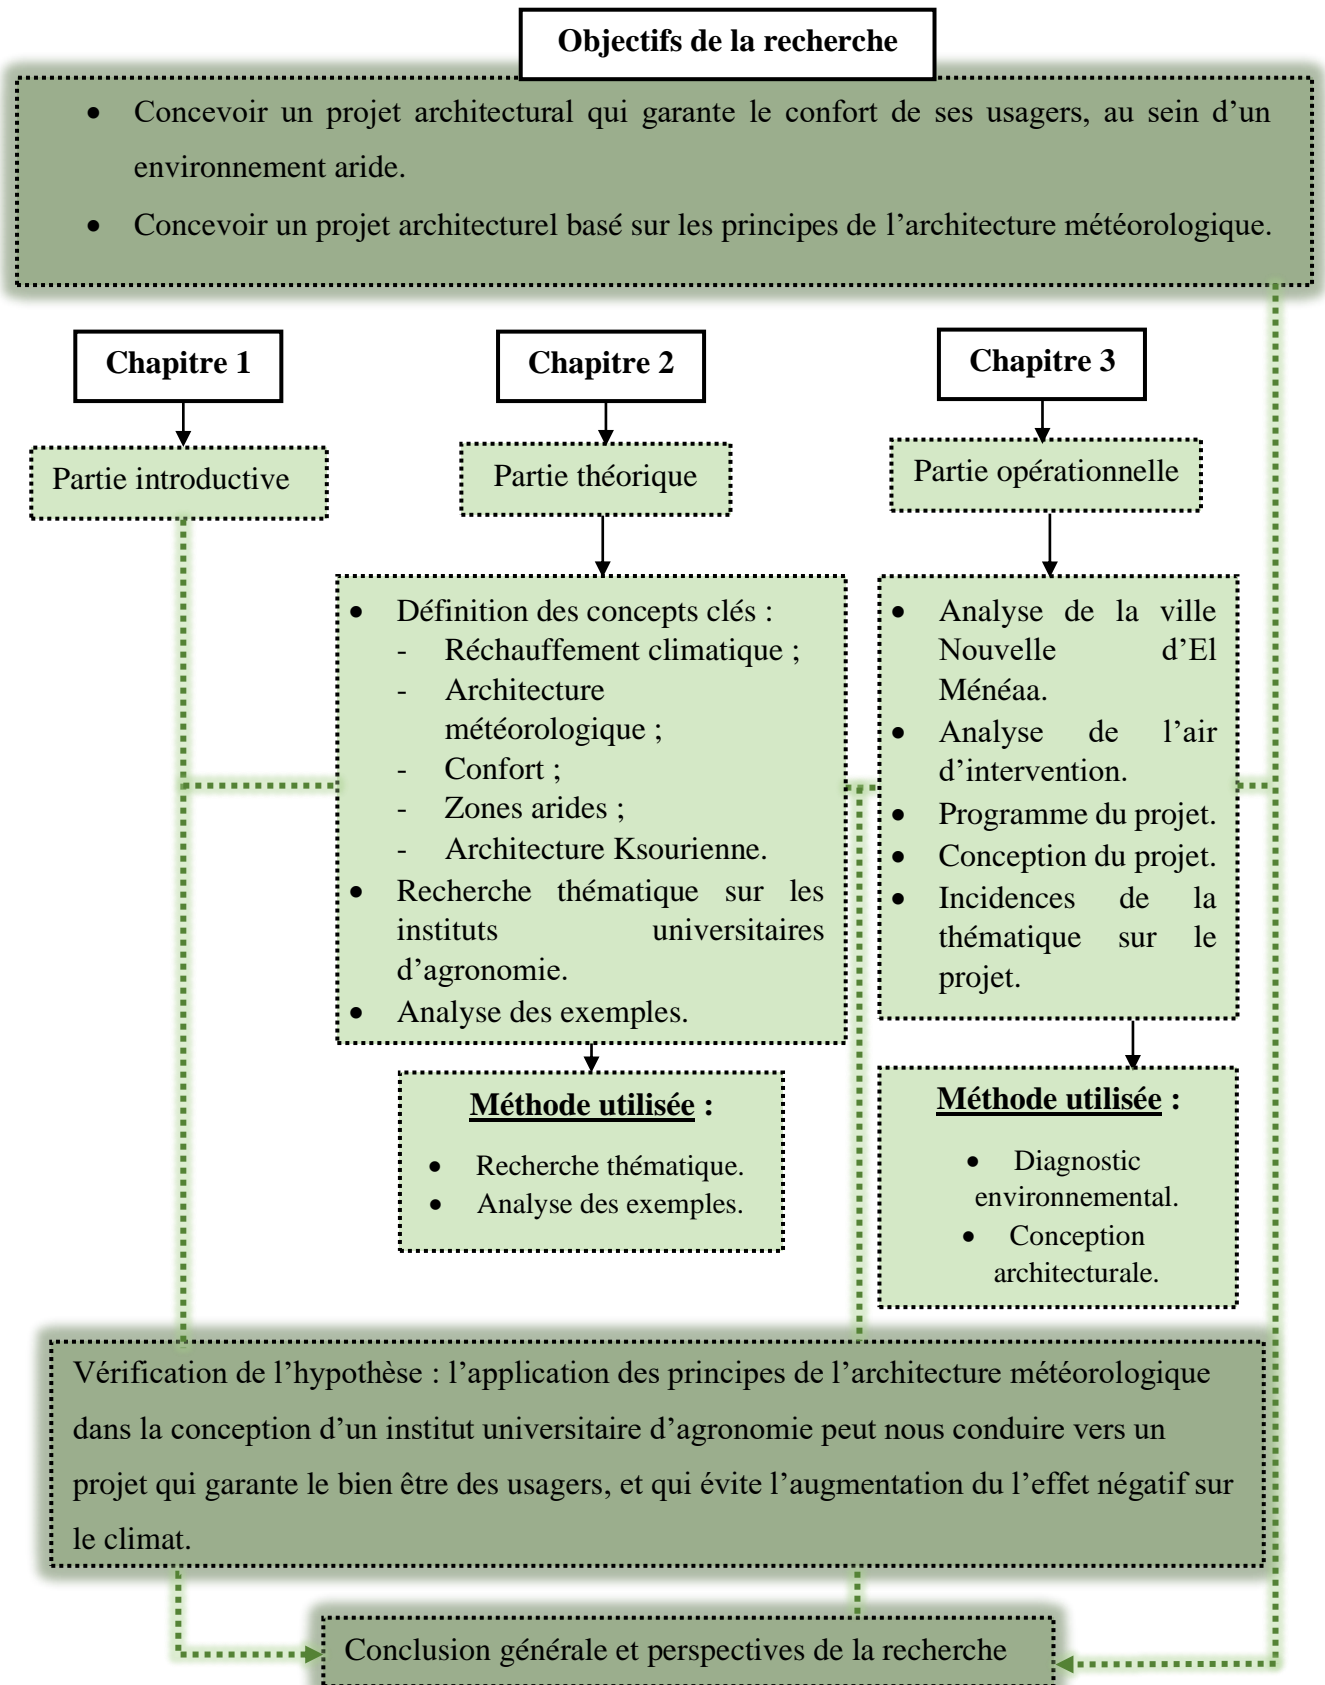 Objectifs de la recherche
• Concevoir un projet architectural qui garante le confort de ses usagers, au sein d’un
environnement aride.
• Concevoir un projet architecturel basé sur les principes de l’architecture météorologique.
Chapitre 1
Partie introductive
Chapitre 2
Partie théorique
• Définition des concepts clés :
- Réchauffement climatique ;
- Architecture
météorologique ;
- Confort ;
- Zones arides ;
- Architecture Ksourienne.
• Recherche thématique sur les
instituts universitaires
d’agronomie.
• Analyse des exemples.
Méthode utilisée :
• Recherche thématique.
• Analyse des exemples.
Chapitre 3
Partie opérationnelle
• Analyse de la ville
Nouvelle d’El
Ménéaa.
• Analyse de l’air
d’intervention.
• Programme du projet.
• Conception du projet.
• Incidences de la
thématique sur le
projet.
Méthode utilisée :
• Diagnostic
environnemental.
• Conception
architecturale.
Vérification de l’hypothèse : l’application des principes de l’architecture météorologique
dans la conception d’un institut universitaire d’agronomie peut nous conduire vers un
projet qui garante le bien être des usagers, et qui évite l’augmentation du l’effet négatif sur
le climat.
Conclusion générale et perspectives de la recherche